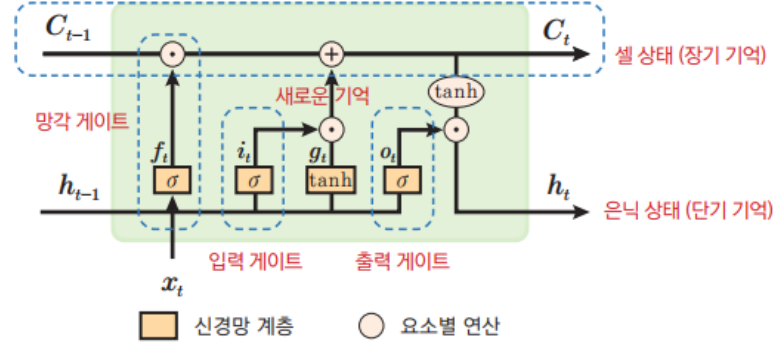 C_{t-1}
C_t
셀 상태 (장기 기억)
tanh
새로운 기억
망각 게이트
f_t
i_t
g_t
o_t
σ
σ
tanh
σ
h_{t-1}
h_t
은닉 상태 (단기 기억)
입력 게이트
출력 게이트
x_t
신경망 계층
요소별 연산